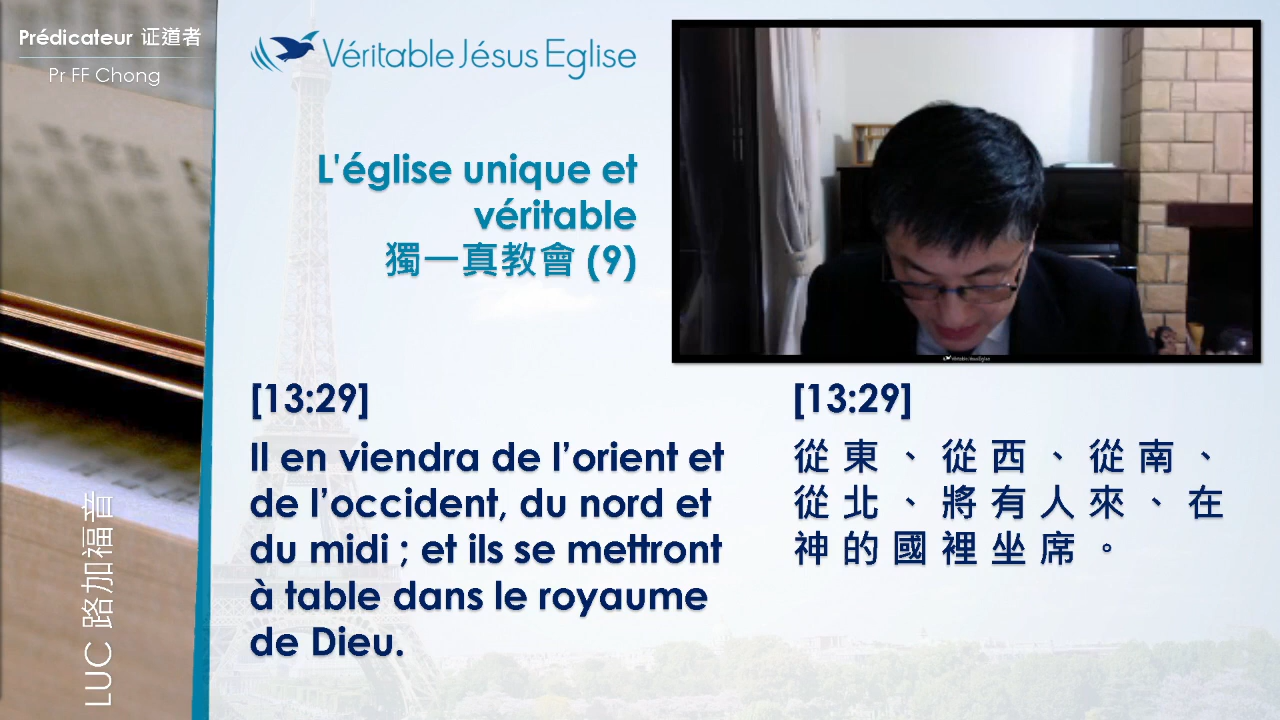 Prédicateur 证道者
Pr FF Chong
Véritable Jésus Eglise
L'église unique et
véritable
獨一真教會 (9)
[13:29]
Il en viendra de l’orient et
de l’occident, du nord et
du midi ; et ils se mettront
à table dans le royaume
de Dieu.
[13:29]
從東、從西、從南、
從北、將有人來、在
神的國裡坐席。
LUC 路加福音
Véritable Jésus Eglise